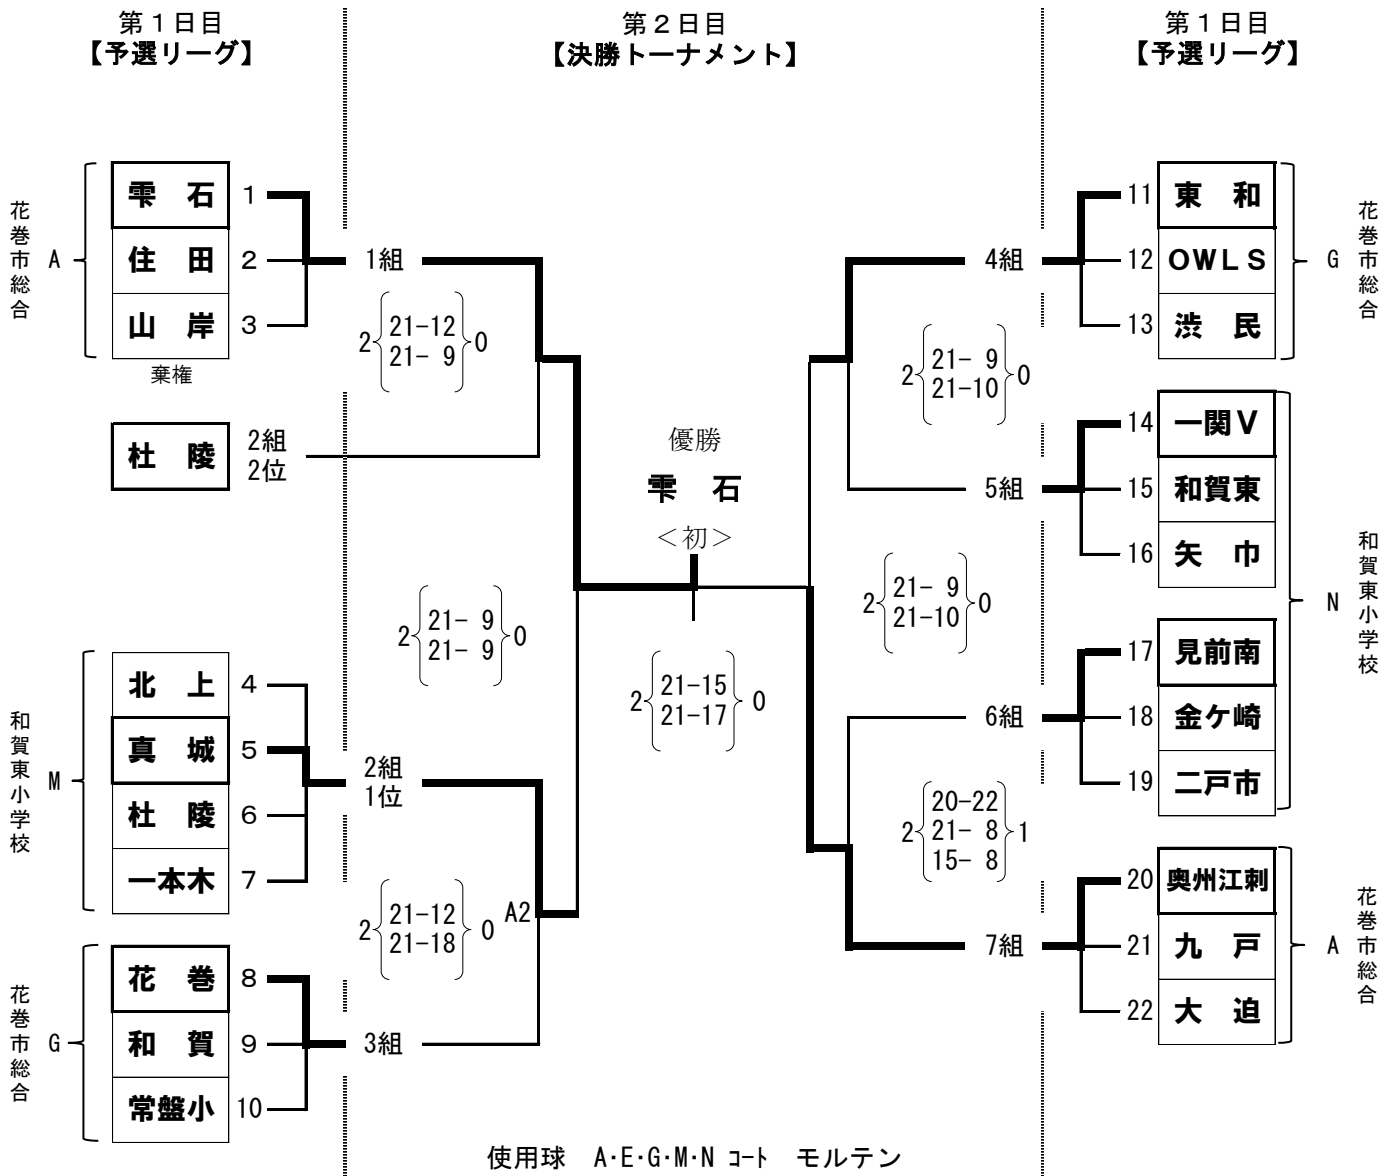 第１日目
【予選リーグ】
第２日目
【決勝トーナメント】
第１日目
【予選リーグ】
花巻市総合
A
雫 石 1
住 田 2
山 岸 3
棄権
1組
2 21-12 0
21- 9
杜 陵 2組
2位
和賀東小学校
M
北 上 4
真 城 5
杜 陵 6
一本木 7
2組
1位
2 21- 9 0
21- 9
花巻市総合
G
花 巻 8
和 賀 9
常盤小 10
3組
2 21-12 0
21-18
A2
優勝
雫 石
＜初＞
2 21-15 0
21-17
4組
11 東 和
12 OWLS
13 渋 民
G
花巻市総合
2 21- 9 0
21-10
5組
14 一関V
15 和賀東
16 矢 巾
2 21- 9 0
21-10
6組
17 見前南
18 金ケ崎
19 二戸市
N
和賀東小学校
20-22
2 21- 8 1
15- 8
7組
20 奥州江刺
21 九 戸
22 大 迫
A
花巻市総合
使用球 A･E･G･M･N ｺｰﾄ モルテン